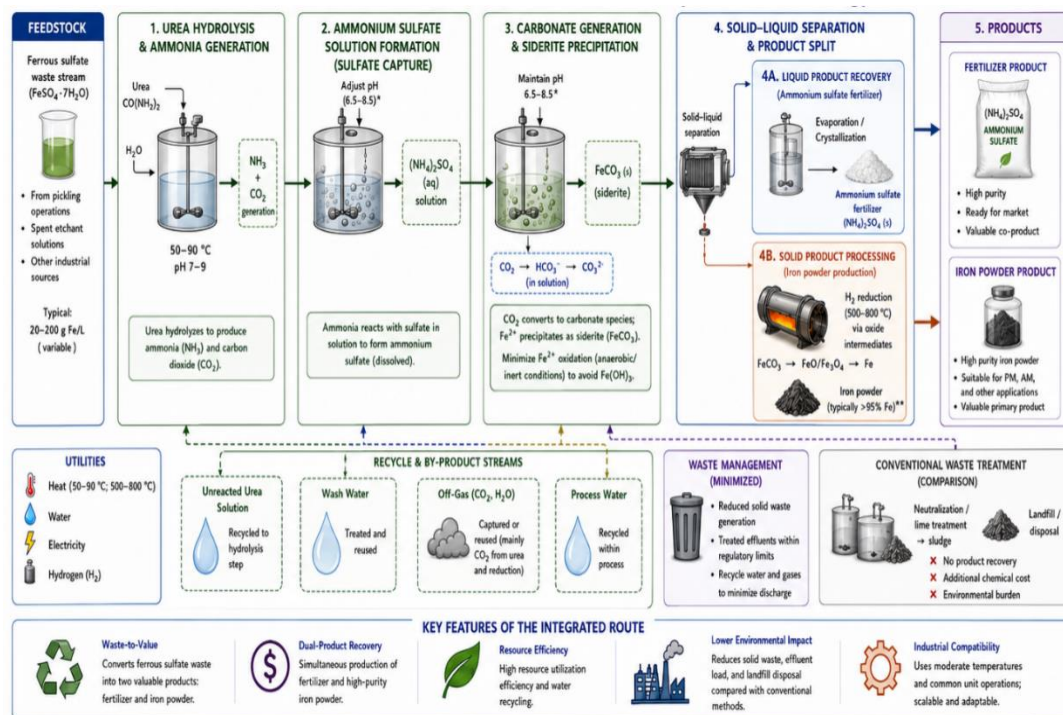 FEEDSTOCK
Ferrous sulfate
waste stream
(FeSO₄·7H₂O)
• From pickling
operations
• Spent etchant
solutions
• Other industrial
sources
Typical:
20–200 g Fe/L
( variable )
1. UREA HYDROLYSIS
& AMMONIA GENERATION
Urea
CO(NH₂)₂
H₂O
NH₃
+
CO₂
generation
50–90 °C
pH 7–9
Urea hydrolyzes to produce
ammonia (NH₃) and carbon
dioxide (CO₂).
2. AMMONIUM SULFATE
SOLUTION FORMATION
(SULFATE CAPTURE)
Adjust pH
(6.5–8.5)*
(NH₄)₂SO₄
(aq)
solution
Ammonia reacts with sulfate in
solution to form ammonium
sulfate (dissolved).
3. CARBONATE GENERATION
& SIDERITE PRECIPITATION
Maintain pH
6.5–8.5*
FeCO₃ (s)
(siderite)
CO₂ → HCO₃⁻ → CO₃²⁻
(in solution)
CO₂ converts to carbonate species;
Fe²⁺ precipitates as siderite (FeCO₃).
Minimize Fe²⁺ oxidation (anaerobic/
inert conditions) to avoid Fe(OH)₃.
4. SOLID–LIQUID SEPARATION
& PRODUCT SPLIT
Solid–liquid
separation
4A. LIQUID PRODUCT RECOVERY
(Ammonium sulfate fertilizer)
Evaporation /
Crystallization
Ammonium sulfate
fertilizer
(NH₄)₂SO₄ (s)
4B. SOLID PRODUCT PROCESSING
(Iron powder production)
H₂ reduction
(500–800 °C)
via oxide
intermediates
FeCO₃ → FeO/Fe₃O₄ → Fe
Iron powder
(typically >95% Fe)**
5. PRODUCTS
FERTILIZER PRODUCT
(NH₄)₂SO₄
AMMONIUM
SULFATE
• High purity
• Ready for market
• Valuable co-product
IRON POWDER PRODUCT
• High purity iron powder
• Suitable for PM, AM,
and other applications
• Valuable primary product
UTILITIES
Heat (50–90 °C; 500–800 °C)
Water
Electricity
Hydrogen (H₂)
RECYCLE & BY-PRODUCT STREAMS
Unreacted Urea
Solution
Recycled to
hydrolysis
step
Wash Water
Treated and
reused
Off-Gas (CO₂, H₂O)
Captured or
reused (mainly
CO₂ from urea
and reduction)
Process Water
Recycled
within
process
WASTE MANAGEMENT
(MINIMIZED)
• Reduced solid waste
generation
• Treated effluents within
regulatory limits
• Recycle water and gases
to minimize discharge
CONVENTIONAL WASTE TREATMENT
(COMPARISON)
Neutralization /
lime treatment
→ sludge
Landfill /
disposal
✗ No product recovery
✗ Additional chemical cost
✗ Environmental burden
KEY FEATURES OF THE INTEGRATED ROUTE
Waste-to-Value
Converts ferrous sulfate waste
into two valuable products:
fertilizer and iron powder.
Dual-Product Recovery
Simultaneous production of
fertilizer and high-purity
iron powder.
Resource Efficiency
High resource utilization
efficiency and water
recycling.
Lower Environmental Impact
Reduces solid waste, effluent
load, and landfill disposal
compared with conventional
methods.
Industrial Compatibility
Uses moderate temperatures
and common unit operations;
scalable and adaptable.